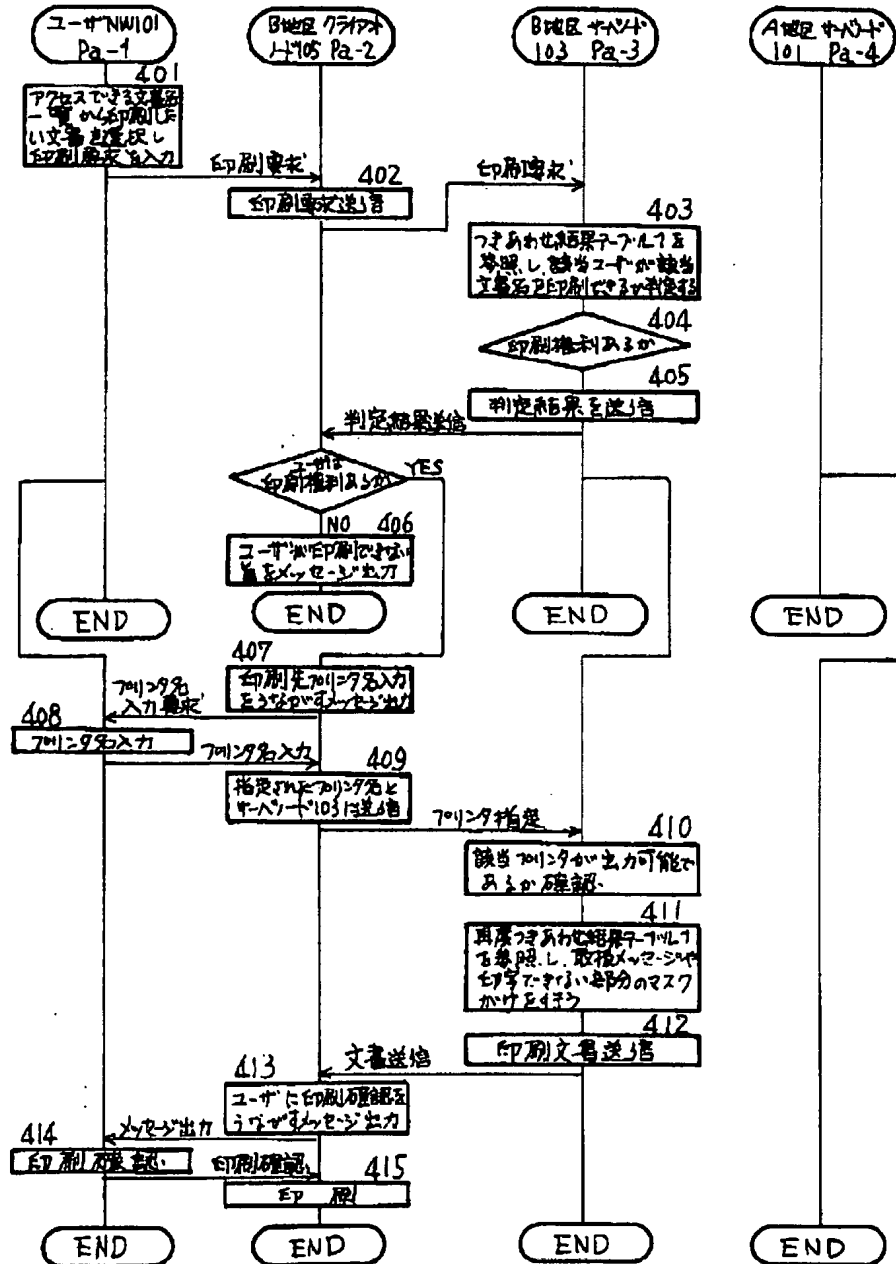 ユーザNW101
Pa-1
B地区 クライアント
ノード105 Pa-2
B地区 サーバノード
103 Pa-3
A地区 サーバノード
101 Pa-4
401
アクセスできる文書名
一覧から印刷した
い文書を選択し
印刷要求を入力
印刷要求
402
印刷要求送信
印刷要求
403
つきあわせ結果テーブル17を
参照し、該当ユーザが該当
文書名を印刷できるか判定する
404
印刷権利あるか
405
判定結果を送信
判定結果送信
ユーザは
印刷権利あるか
YES
NO 406
ユーザが印刷できない
旨をメッセージ出力
END
END
END
END
407
印刷先プリンタ名入力
をうながすメッセージ出力
プリンタ名
入力要求
408
プリンタ名入力
プリンタ名入力
409
指定されたプリンタ名を
サーバノード103に送信
プリンタ指定
410
該当プリンタが出力可能で
あるか確認
411
再度つきあわせ結果テーブル17
を参照し、取扱メッセージや
印字できない部分のマスク
がけを行う
412
印刷文書送信
文書送信
413
ユーザに印刷確認を
うながすメッセージ出力
メッセージ出力
414
印刷確認
印刷確認
415
印刷
END
END
END
END